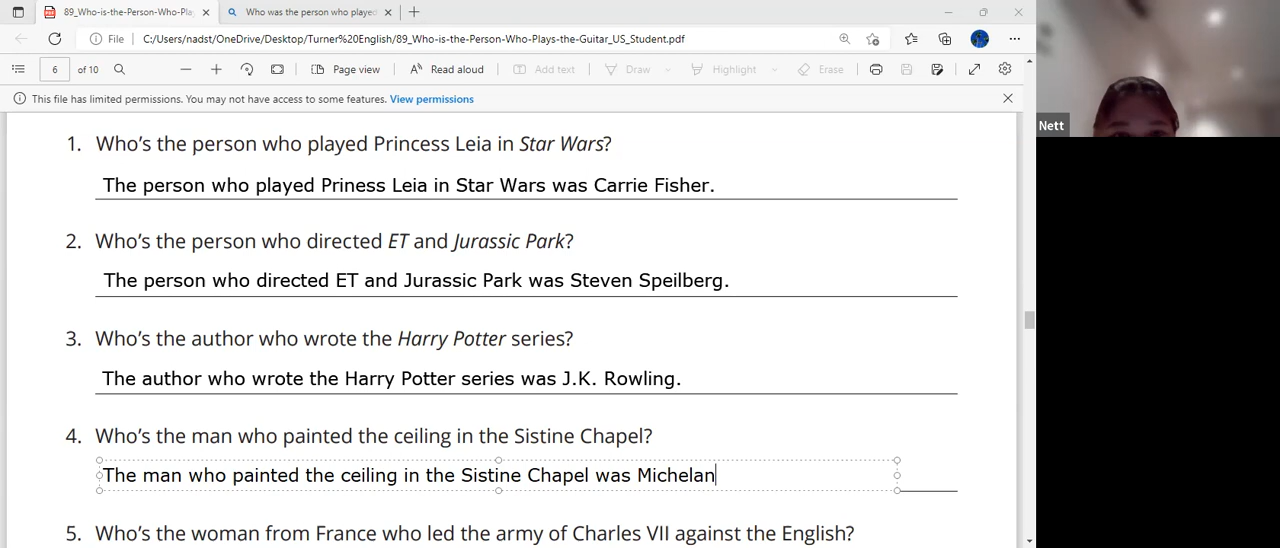 89_Who-is-the-Person-Who-Pla
Who was the person who played
File C:/Users/nadst/OneDrive/Desktop/Turner%20English/89_Who-is-the-Person-Who-Plays-the-Guitar_US_Student.pdf
6 of 10 Page view Read aloud Add text Draw Highlight Erase
This file has limited permissions. You may not have access to some features. View permissions
Nett
1. Who's the person who played Princess Leia in Star Wars?
The person who played Priness Leia in Star Wars was Carrie Fisher.
2. Who's the person who directed ET and Jurassic Park?
The person who directed ET and Jurassic Park was Steven Speilberg.
3. Who's the author who wrote the Harry Potter series?
The author who wrote the Harry Potter series was J.K. Rowling.
4. Who's the man who painted the ceiling in the Sistine Chapel?
The man who painted the ceiling in the Sistine Chapel was Michelan
5. Who's the woman from France who led the army of Charles VII against the English?